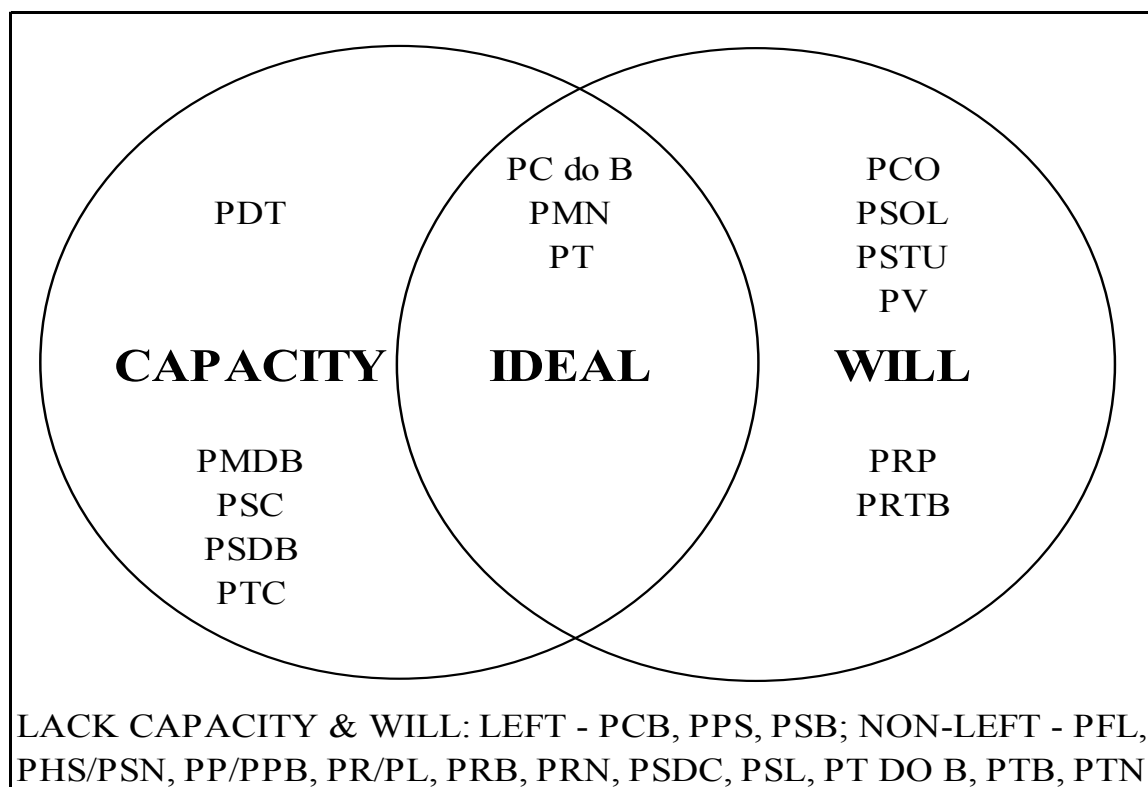 PDT
PC do B
PMN
PT
PCO
PSOL
PSTU
PV
CAPACITY
IDEAL
WILL
PMDB
PSC
PSDB
PTC
PRP
PRTB
LACK CAPACITY & WILL: LEFT - PCB, PPS, PSB; NON-LEFT - PFL,
PHS/PSN, PP/PPB, PR/PL, PRB, PRN, PSDC, PSL, PT DO B, PTB, PTN